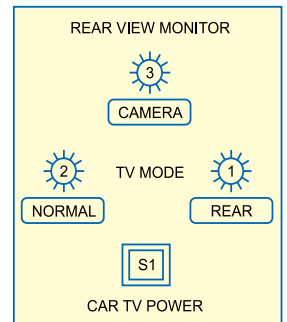 REAR VIEW MONITOR
3
CAMERA
2 TV MODE 1
NORMAL REAR
S1
CAR TV POWER